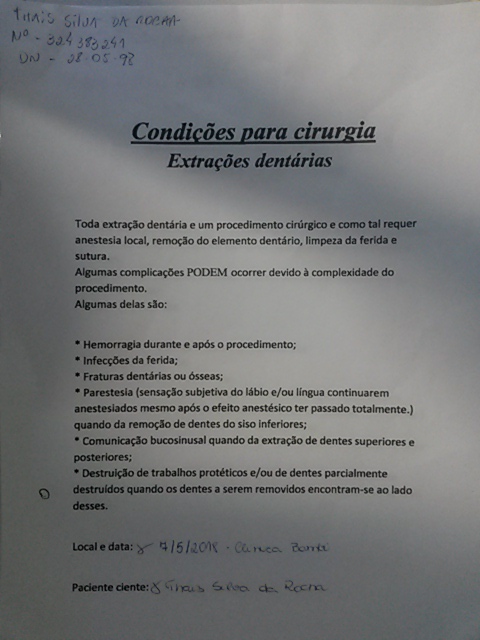 Thais Silva da Rocha
Nº - 324383241
DN - 28-05-92
Condições para cirurgia
Extrações dentárias
Toda extração dentária e um procedimento cirúrgico e como tal requer
anestesia local, remoção do elemento dentário, limpeza da ferida e
sutura.
Algumas complicações PODEM ocorrer devido à complexidade do
procedimento.
Algumas delas são:
* Hemorragia durante e após o procedimento;
* Infecções da ferida;
* Fraturas dentárias ou ósseas;
* Parestesia (sensação subjetiva do lábio e/ou língua continuarem
anestesiados mesmo após o efeito anestésico ter passado totalmente.)
quando da remoção de dentes do siso inferiores;
* Comunicação bucosinusal quando da extração de dentes superiores e
posteriores;
* Destruição de trabalhos protéticos e/ou de dentes parcialmente
destruídos quando os dentes a serem removidos encontram-se ao lado
desses.
Local e data: 7/5/2018 -
Paciente ciente: Thais Silva da Rocha